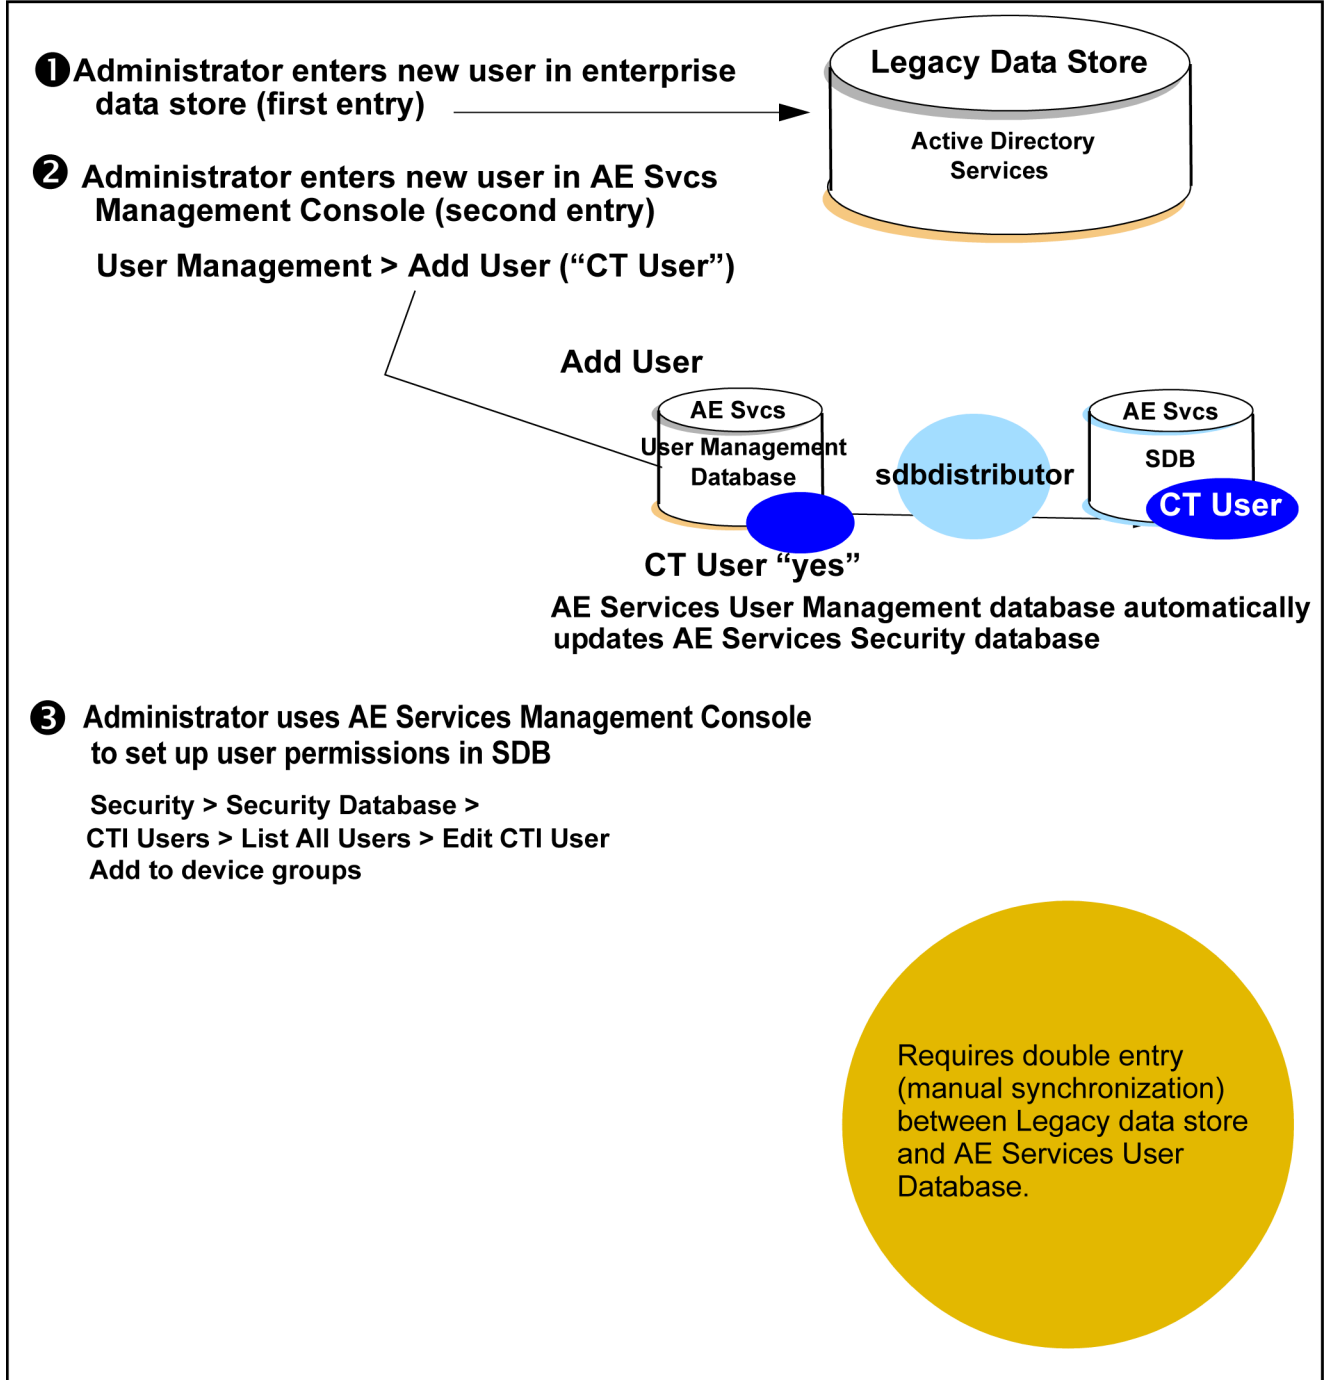 ❶Administrator enters new user in enterprise
data store (first entry)
Legacy Data Store
Active Directory
Services
❷ Administrator enters new user in AE Svcs
Management Console (second entry)
User Management > Add User (“CT User”)
Add User
AE Svcs
User Management
Database
sdbdistributor
AE Svcs
SDB
CT User
CT User “yes”
AE Services User Management database automatically
updates AE Services Security database
❸ Administrator uses AE Services Management Console
to set up user permissions in SDB
Security > Security Database >
CTI Users > List All Users > Edit CTI User
Add to device groups
Requires double entry
(manual synchronization)
between Legacy data store
and AE Services User
Database.